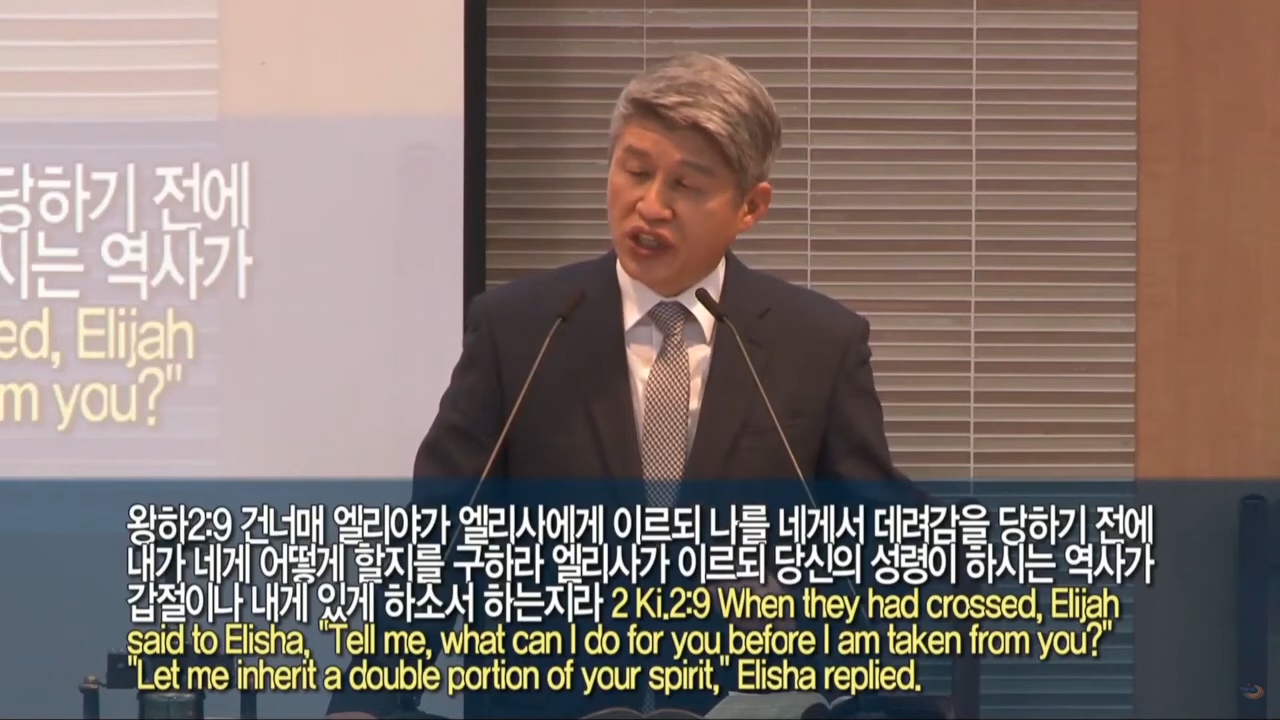 당하기 전에
시는 역사가
ed, Elijah
m you?"
왕하2:9 건너매 엘리야가 엘리사에게 이르되 나를 네게서 데려감을 당하기 전에
내가 네게 어떻게 할지를 구하라 엘리사가 이르되 당신의 성령이 하시는 역사가
갑절이나 내게 있게 하소서 하는지라 2 Ki.2:9 When they had crossed, Elijah
said to Elisha, "Tell me, what can I do for you before I am taken from you?"
"Let me inherit a double portion of your spirit," Elisha replied.